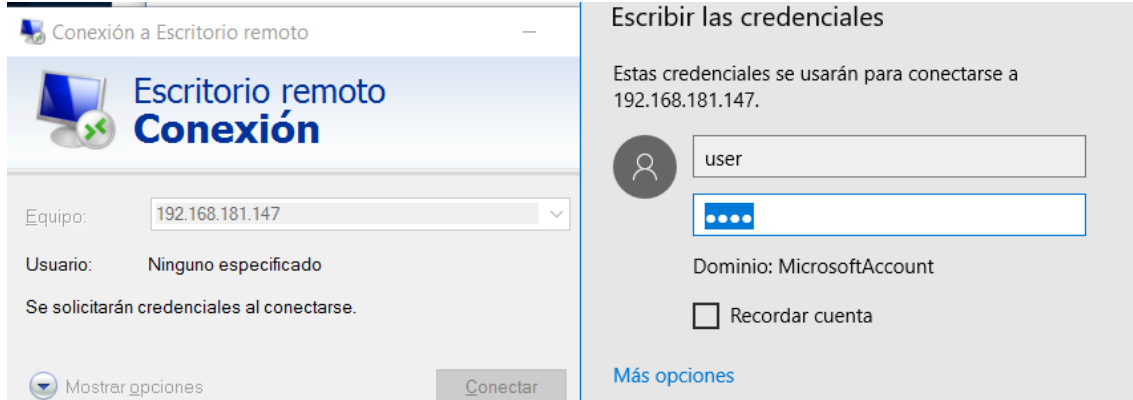 Conexión a Escritorio remoto
Escritorio remoto
Conexión
Equipo:
192.168.181.147
Usuario:
Ninguno especificado
Se solicitarán credenciales al conectarse.
Mostrar opciones
Conectar
Escribir las credenciales
Estas credenciales se usarán para conectarse a
192.168.181.147.
user
Dominio: MicrosoftAccount
Recordar cuenta
Más opciones